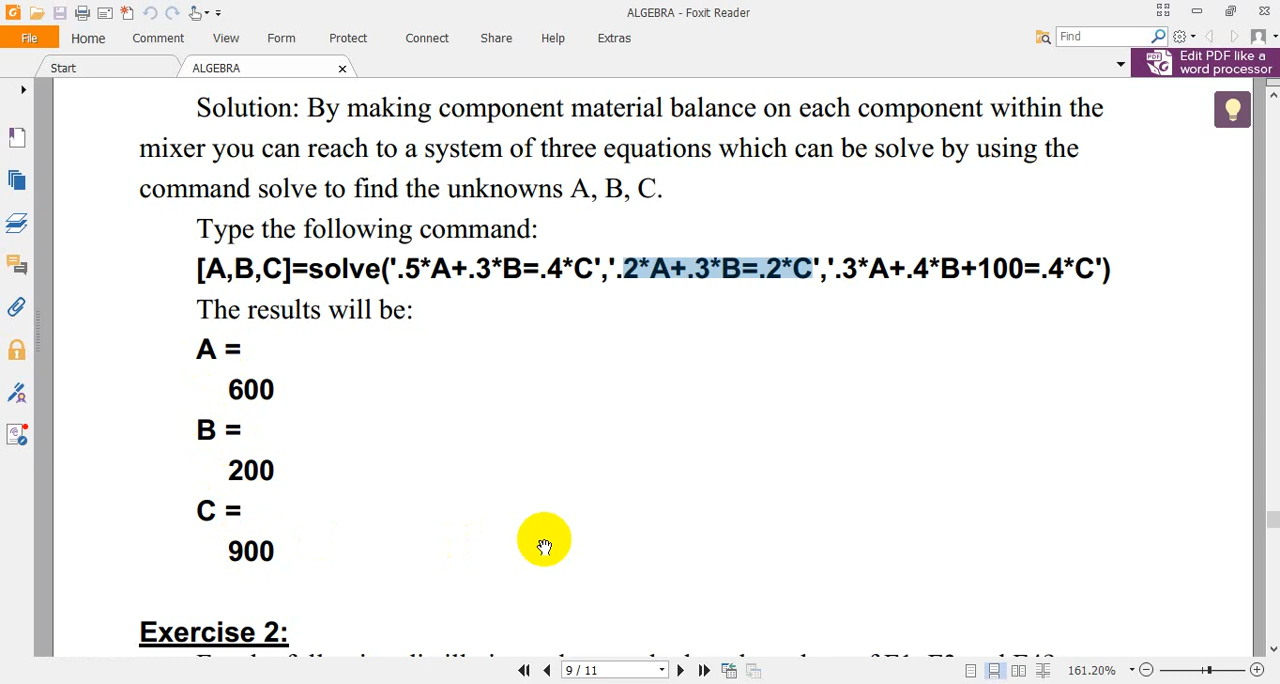 ALGEBRA - Foxit Reader
File Home Comment View Form Protect Connect Share Help Extras Find
Start ALGEBRA Edit PDF like a
word processor
Solution: By making component material balance on each component within the
mixer you can reach to a system of three equations which can be solve by using the
command solve to find the unknowns A, B, C.
Type the following command:
[A,B,C]=solve('.5*A+.3*B=.4*C','.2*A+.3*B=.2*C','.3*A+.4*B+100=.4*C')
The results will be:
A =
600
B =
200
C =
900
Exercise 2:
9 / 11 161.20%